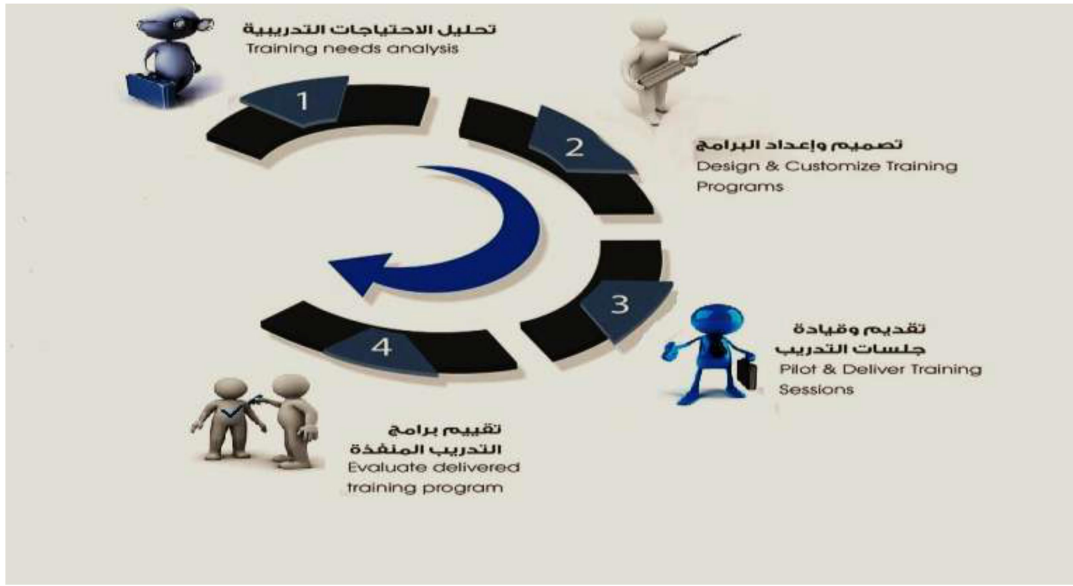 تحليل الاحتياجات التدريبية
Training needs analysis
1
2
تصميم وإعداد البرامج
Design & Customize Training
Programs
3
تقديم وقيادة
جلسات التدريب
Pilot & Deliver Training
Sessions
4
تقييم برامج
التدريب المنفذة
Evaluate delivered
training program